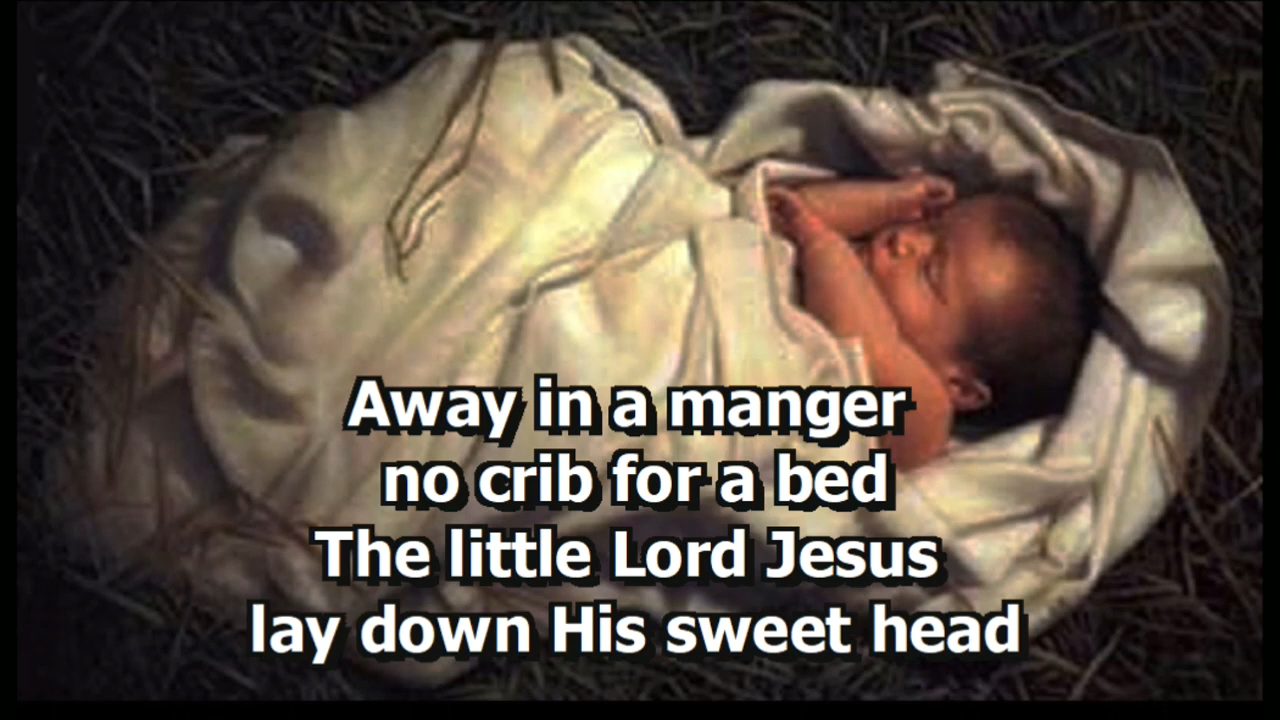 Away in a manger
no crib for a bed
The little Lord Jesus
lay down His sweet head